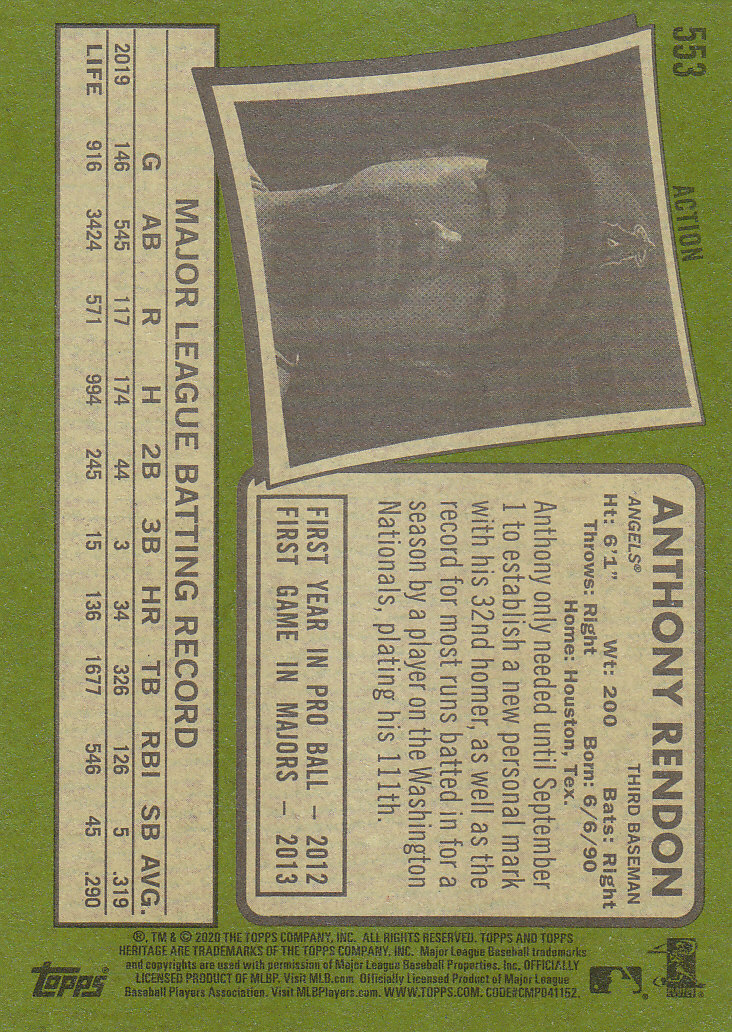 553
ACTION
ANTHONY RENDON
ANGELS® THIRD BASEMAN
Ht: 6'1" Wt: 200 Bats: Right
Throws: Right Born: 6/6/90
Home: Houston, Tex.
Anthony only needed until September
1 to establish a new personal mark
with his 32nd homer, as well as the
record for most runs batted in for a
season by a player on the Washington
Nationals, plating his 111th.
FIRST YEAR IN PRO BALL – 2012
FIRST GAME IN MAJORS – 2013
MAJOR LEAGUE BATTING RECORD
G AB R H 2B 3B HR TB RBI SB AVG.
2019 146 545 117 174 44 3 34 326 126 5 .319
LIFE 916 3424 571 994 245 15 136 1677 546 45 .290
®, TM & © 2020 THE TOPPS COMPANY, INC. ALL RIGHTS RESERVED. TOPPS AND TOPPS
HERITAGE ARE TRADEMARKS OF THE TOPPS COMPANY, INC. Major League Baseball trademarks
and copyrights are used with permission of Major League Baseball Properties, Inc. OFFICIALLY
LICENSED PRODUCT OF MLBP. Visit MLB.com. Officially Licensed Product of Major League
Baseball Players Association. Visit MLBPlayers.com. WWW.TOPPS.COM. CODE#CMP041152.
topps®